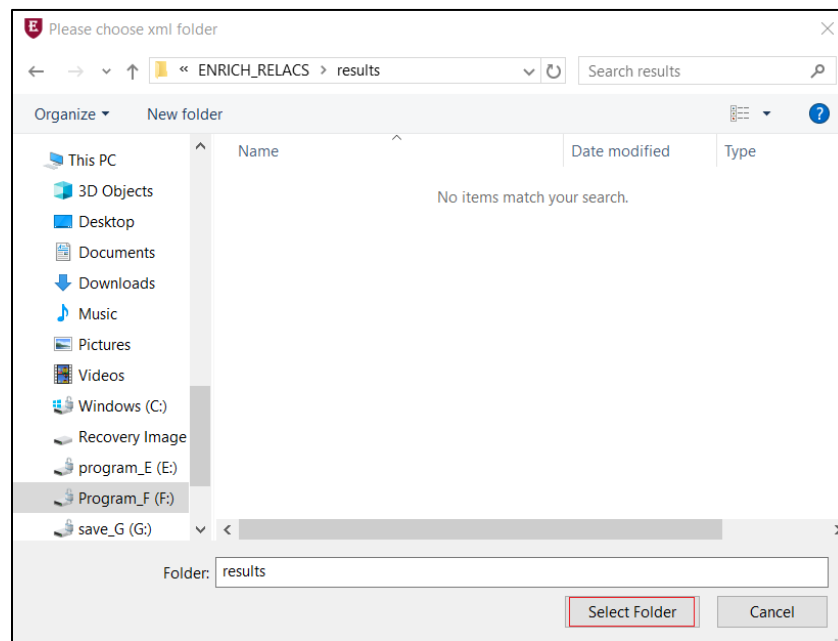 E Please choose xml folder
« ENRICH_RELACS > results
Search results
Organize
New folder
?
Name
Date modified
Type
No items match your search.
This PC
3D Objects
Desktop
Documents
Downloads
Music
Pictures
Videos
Windows (C:)
Recovery Image
program_E (E:)
Program_F (F:)
save_G (G:)
Folder: results
Select Folder
Cancel